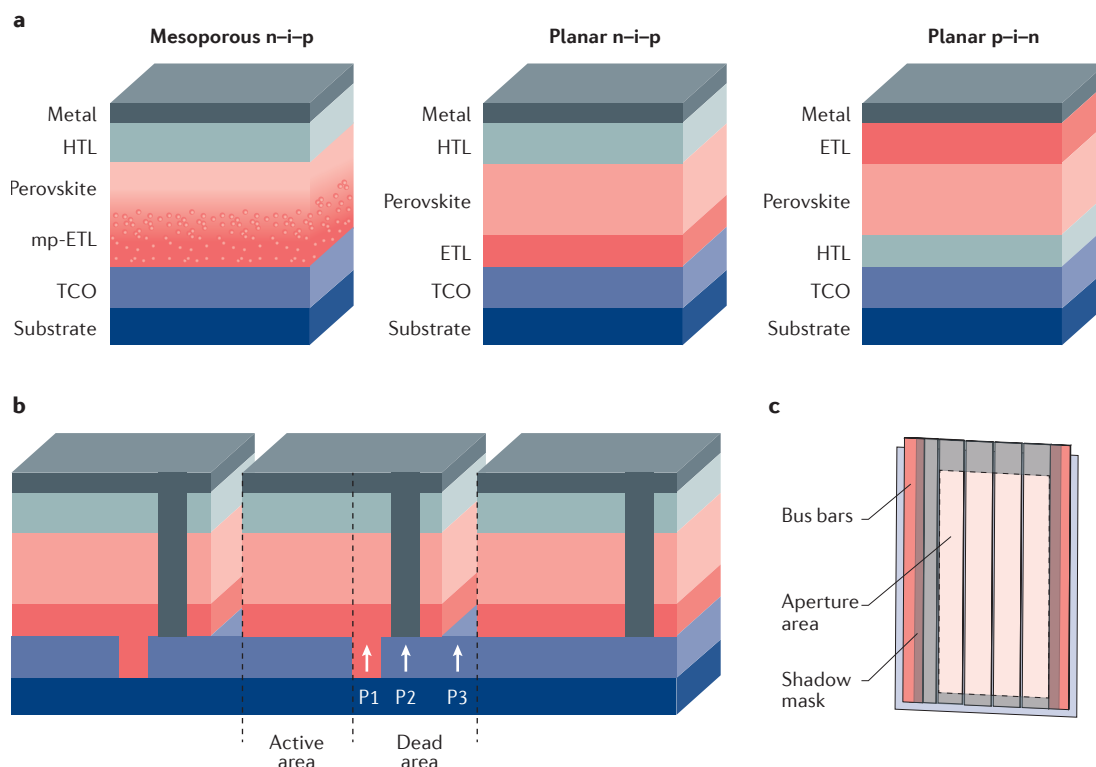 a
Mesoporous n–i–p
Metal
HTL
Perovskite
mp-ETL
TCO
Substrate
Planar n–i–p
Metal
HTL
Perovskite
ETL
TCO
Substrate
Planar p–i–n
Metal
ETL
Perovskite
HTL
TCO
Substrate
b
P1 P2 P3
Active
area
Dead
area
c
Bus bars
Aperture
area
Shadow
mask